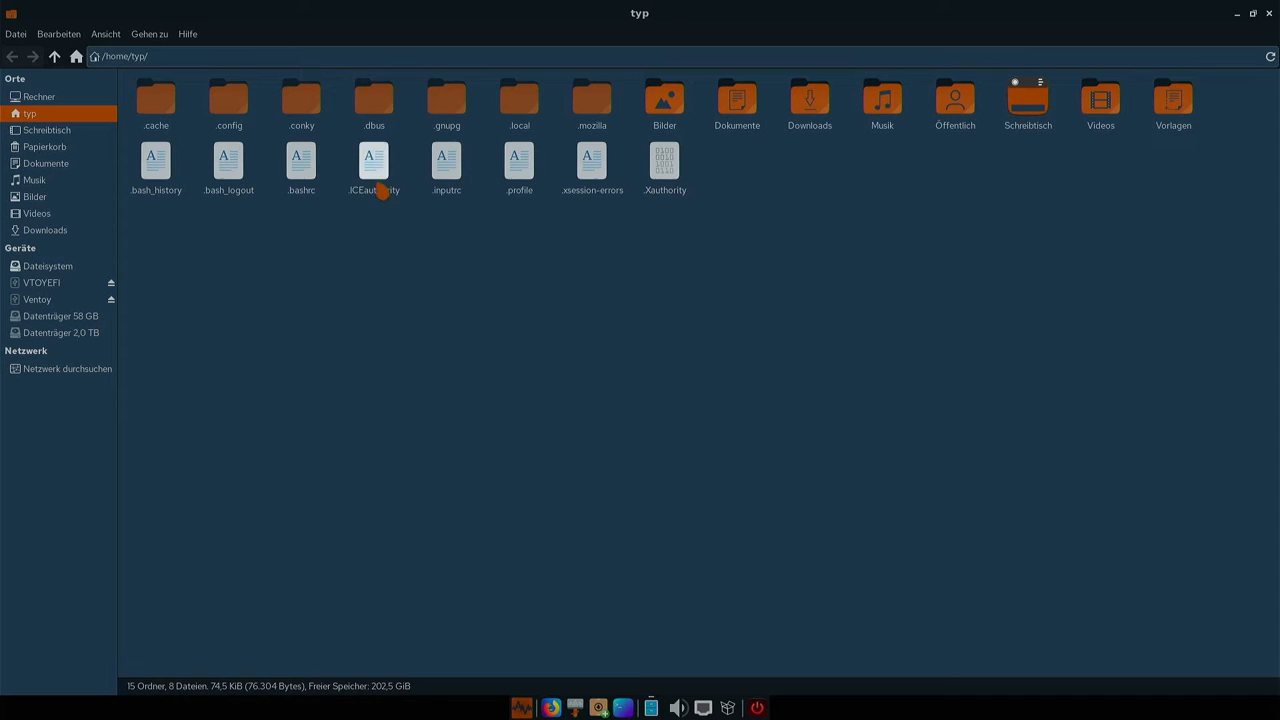 typ
Datei Bearbeiten Ansicht Gehen zu Hilfe
/home/typ/
Orte
Rechner
typ
Schreibtisch
Papierkorb
Dokumente
Musik
Bilder
Videos
Downloads
Geräte
Dateisystem
VTOYEFI
Ventoy
Datenträger 58 GB
Datenträger 2,0 TB
Netzwerk
Netzwerk durchsuchen
.cache .config .conky .dbus .gnupg .local .mozilla Bilder Dokumente Downloads Musik Öffentlich Schreibtisch Videos Vorlagen
.bash_history .bash_logout .bashrc .ICEauthority .inputrc .profile .xsession-errors .Xauthority
15 Ordner, 8 Dateien. 74,5 KiB (76.304 Bytes), Freier Speicher: 202,5 GiB